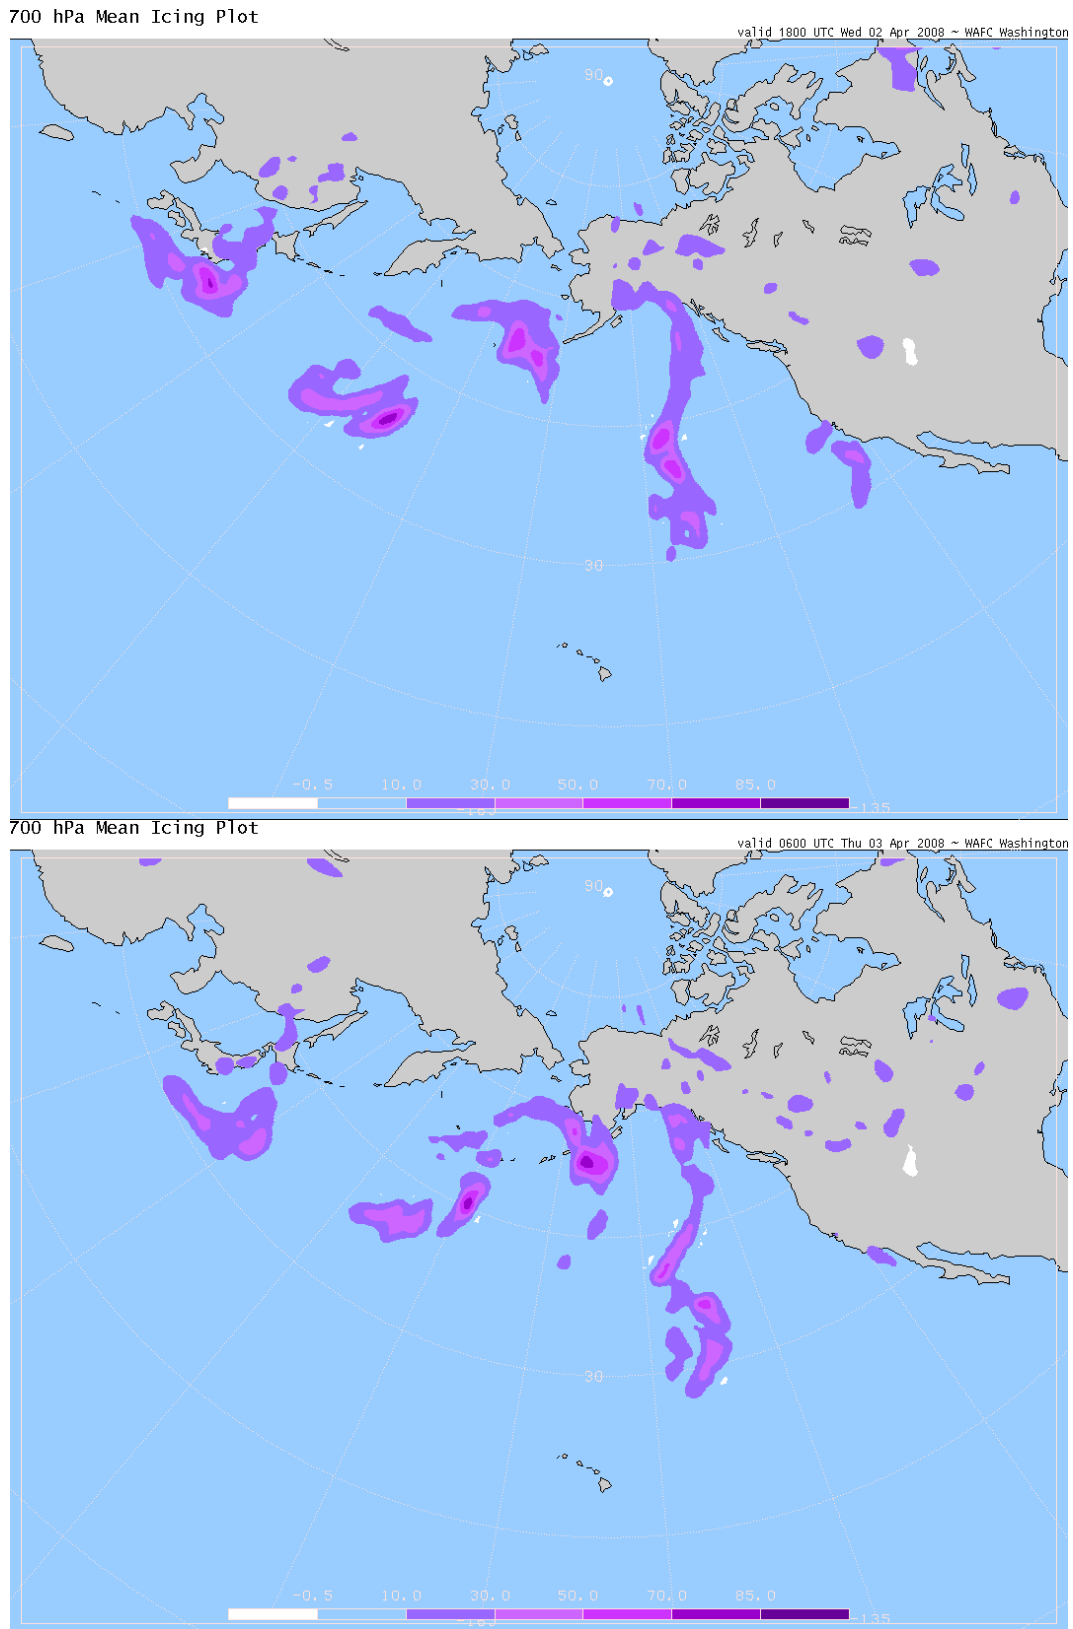 700 hPa Mean Icing Plot
valid 1800 UTC Wed 02 Apr 2008 ~ WAFC Washington
90
30
-0.5 10.0 30.0 50.0 70.0 85.0
-165 -135
700 hPa Mean Icing Plot
valid 0600 UTC Thu 03 Apr 2008 ~ WAFC Washington
90
30
-0.5 10.0 30.0 50.0 70.0 85.0
-165 -135